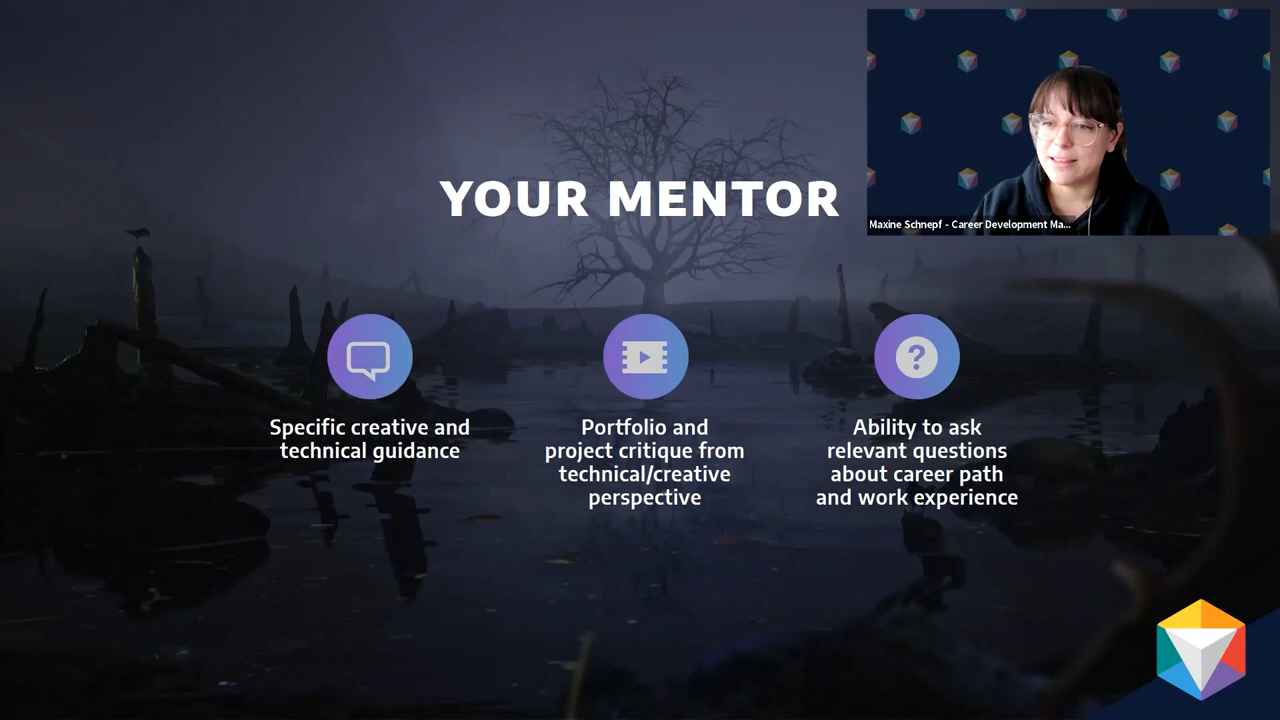 YOUR MENTOR
Maxine Schnepf - Career Development Ma...
Specific creative and
technical guidance
Portfolio and
project critique from
technical/creative
perspective
Ability to ask
relevant questions
about career path
and work experience